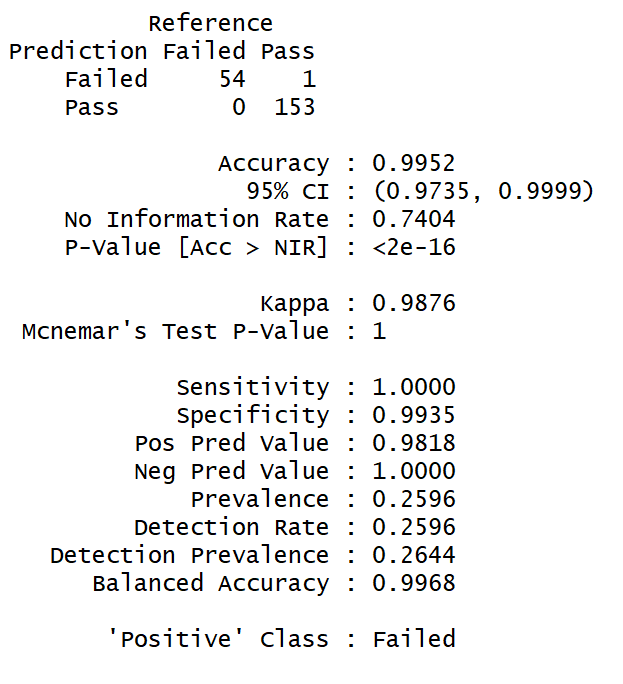 Reference
Prediction Failed Pass
Failed 54 1
Pass 0 153
Accuracy : 0.9952
95% CI : (0.9735, 0.9999)
No Information Rate : 0.7404
P-Value [Acc > NIR] : <2e-16
Kappa : 0.9876
Mcnemar's Test P-Value : 1
Sensitivity : 1.0000
Specificity : 0.9935
Pos Pred Value : 0.9818
Neg Pred Value : 1.0000
Prevalence : 0.2596
Detection Rate : 0.2596
Detection Prevalence : 0.2644
Balanced Accuracy : 0.9968
'Positive' Class : Failed